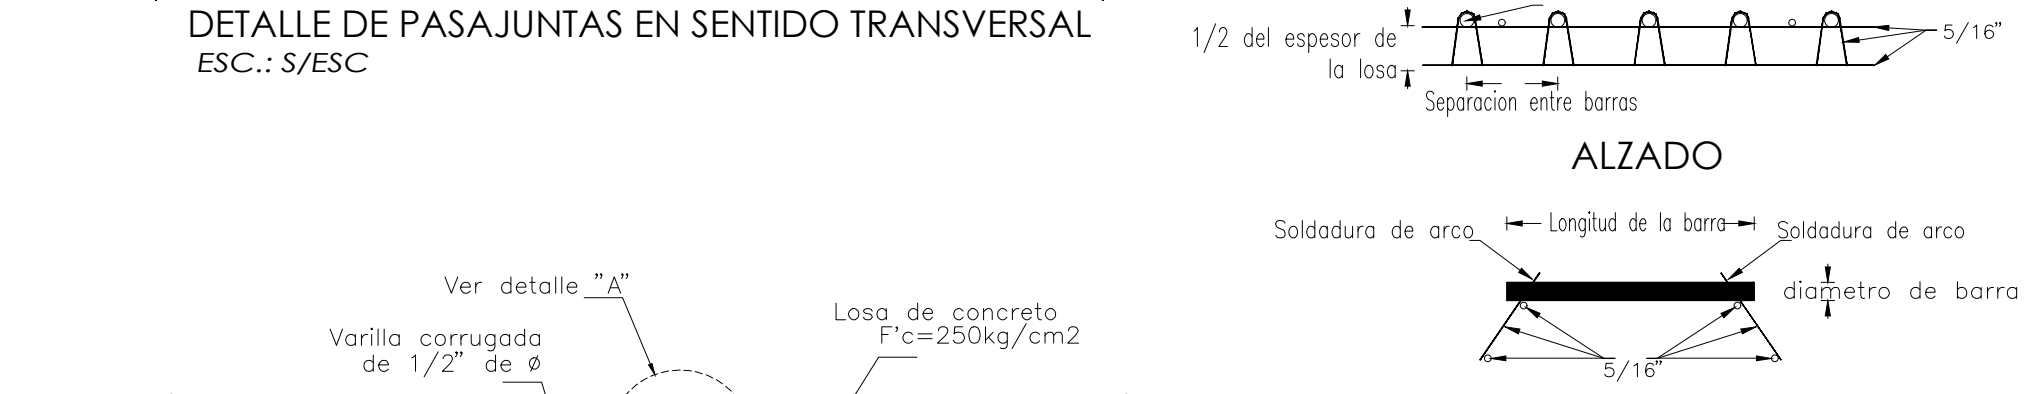 DETALLE DE PASAJUNTAS EN SENTIDO TRANSVERSAL
ESC.: S/ESC
1/2 del espesor de
la losa
5/16"
Separacion entre barras
ALZADO
Soldadura de arco
Longitud de la barra
Soldadura de arco
diametro de barra
5/16"
Ver detalle "A"
Varilla corrugada
de 1/2" de ø
Losa de concreto
F'c=250kg/cm2